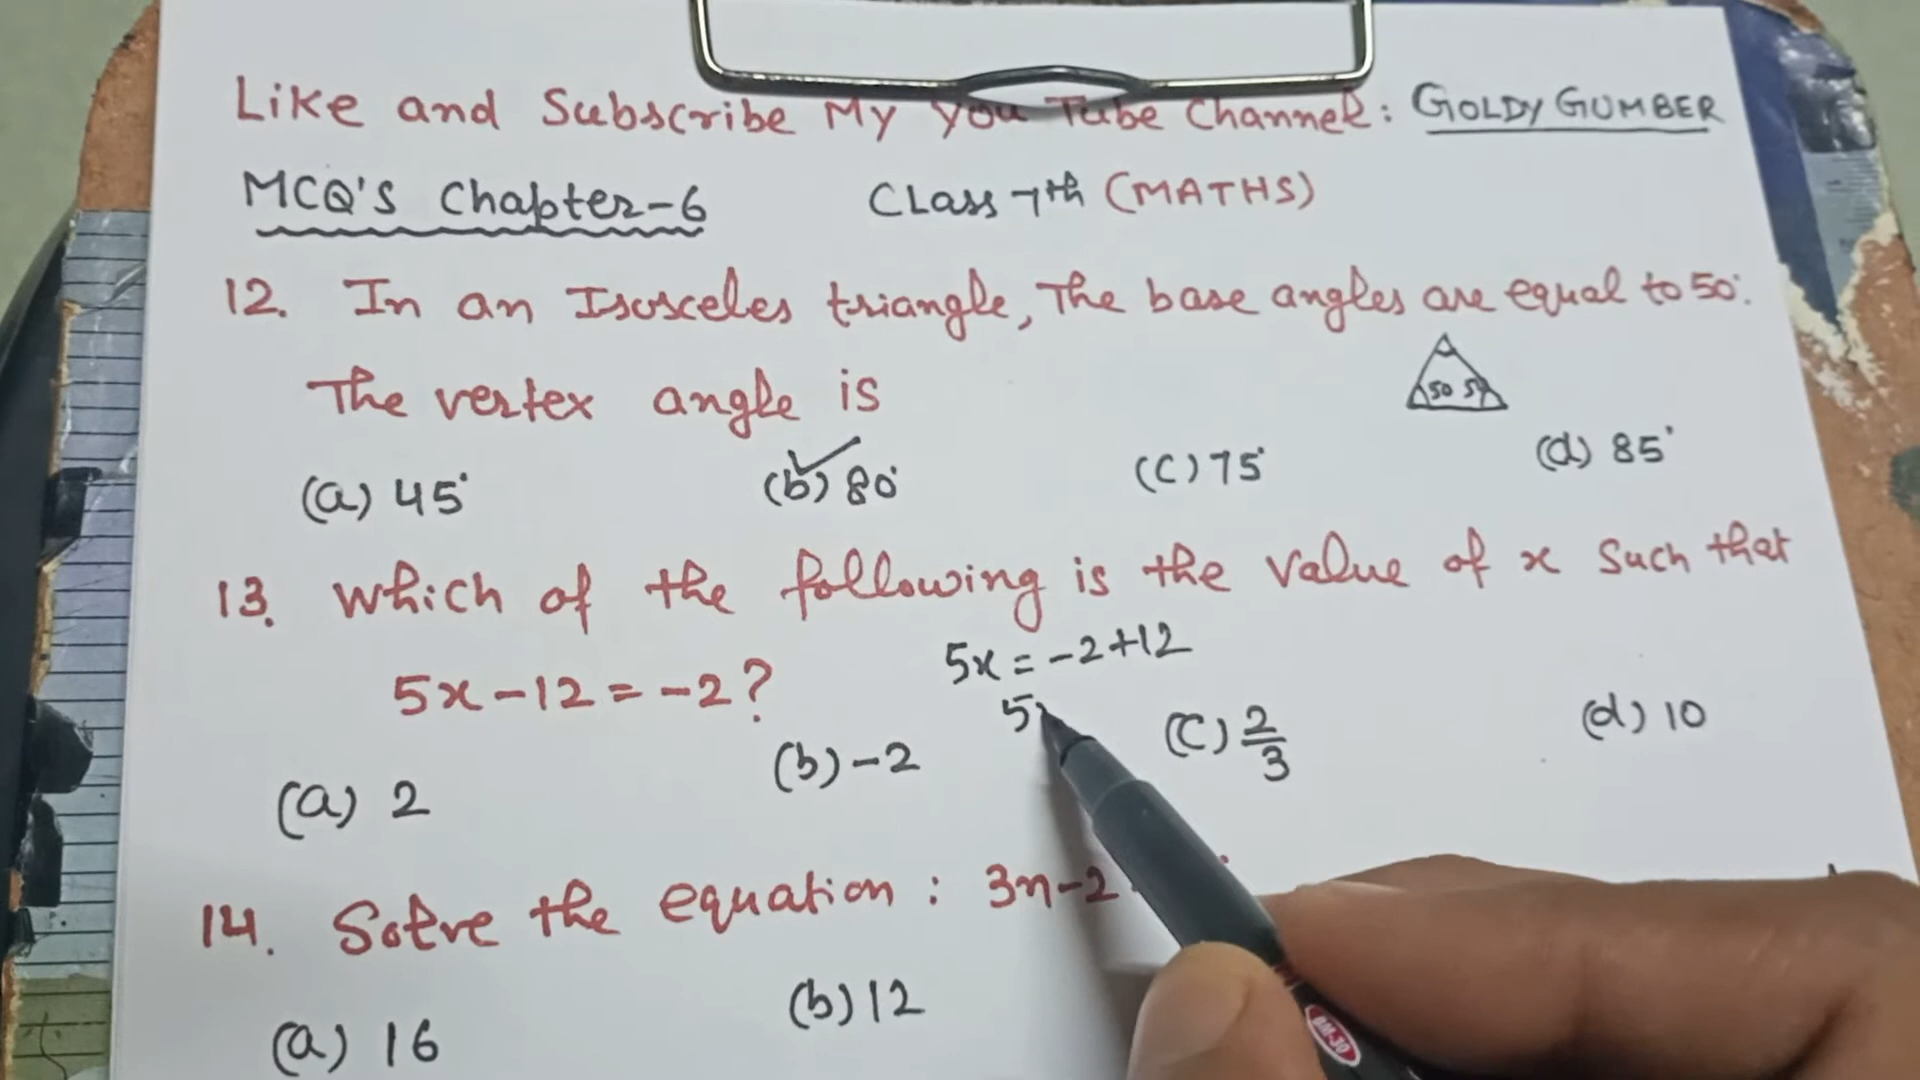 Like and Subscribe My You Tube Channel: GOLDY GUMBER
MCQ'S Chapter-6 Class 7th (MATHS)
12. In an Isosceles triangle, The base angles are equal to 50°.
The vertex angle is
50 50
(a) 45° (b) 80° (c) 75° (d) 85°
13. Which of the following is the value of x such that
5x-12=-2? 5x=-2+12
5x
(a) 2 (b) -2 (c) 2/3 (d) 10
14. Solve the equation: 3n-2
(a) 16 (b) 12